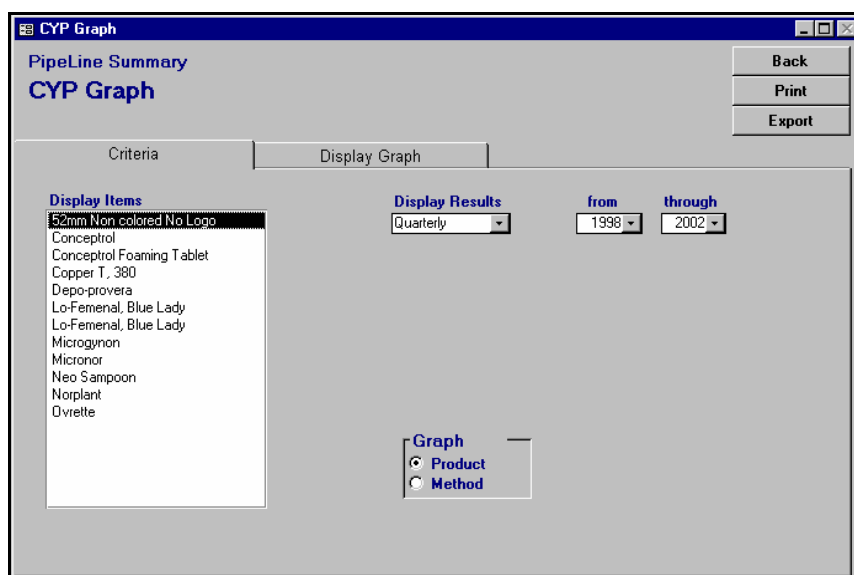 CYP Graph
PipeLine Summary
CYP Graph
Back
Print
Export
Criteria
Display Graph
Display Items
52mm Non colored No Logo
Conceptrol
Conceptrol Foaming Tablet
Copper T, 380
Depo-provera
Lo-Femenal, Blue Lady
Lo-Femenal, Blue Lady
Microgynon
Micronor
Neo Sampoon
Norplant
Ovrette
Display Results from through
Quarterly 1998 2002
Graph
Product
Method